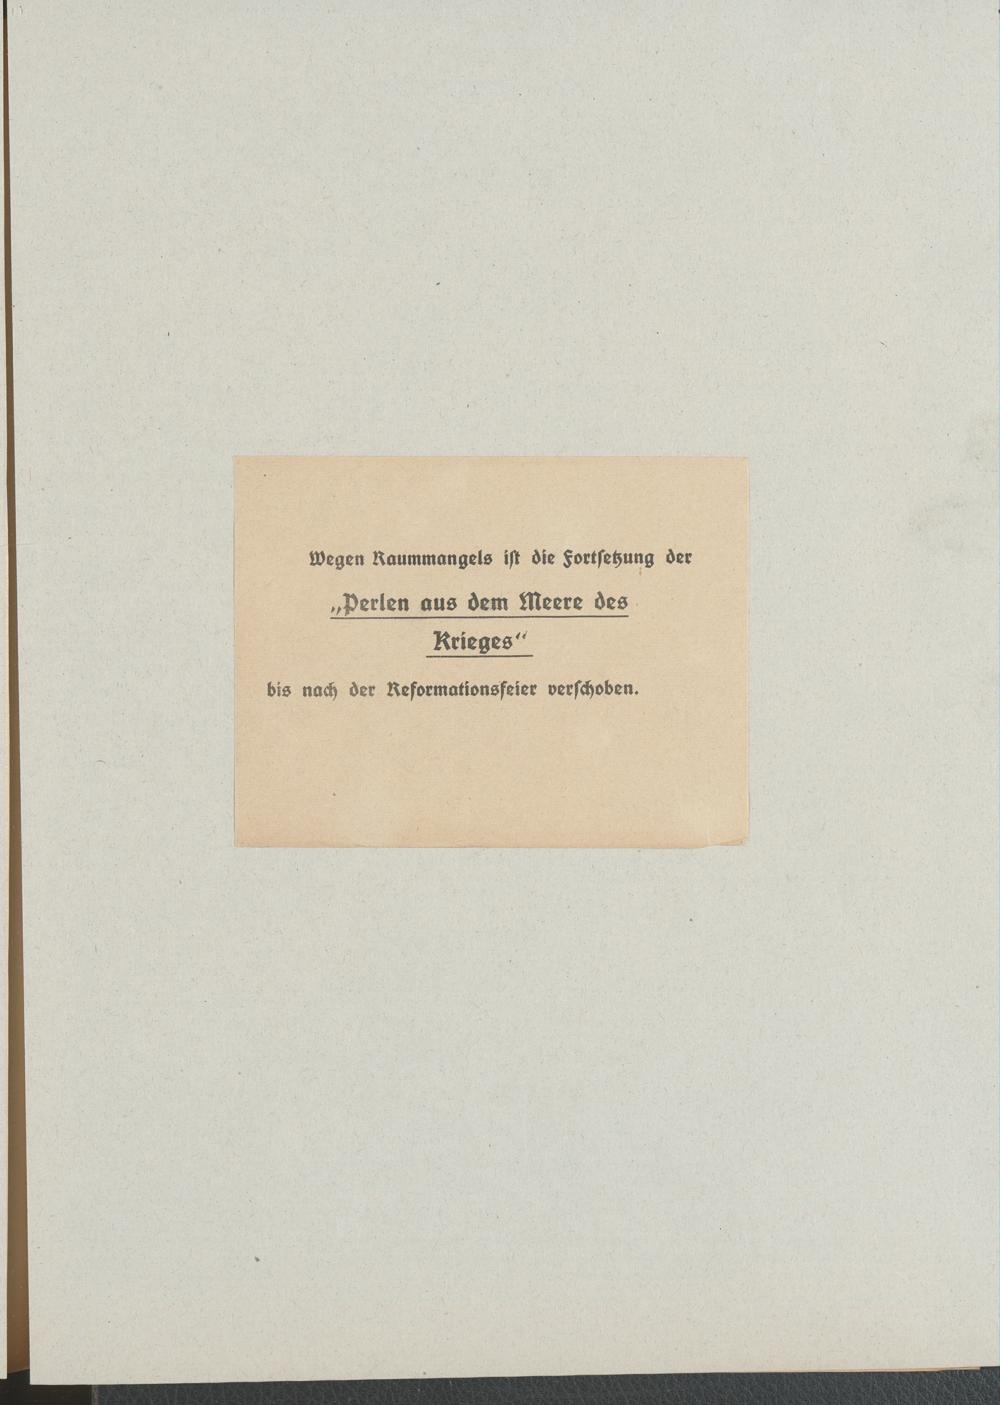 Wegen Raummangels iſt die Fortſetzung der
„Perlen aus dem Meere des
Krieges“
bis nach der Reformationsfeier verſchoben.